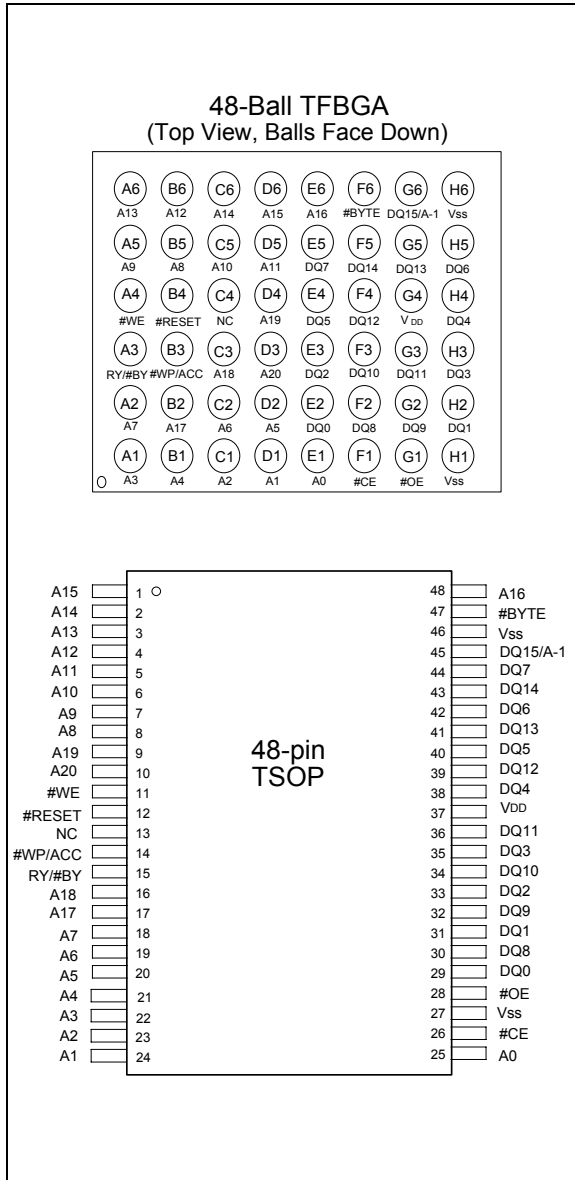 48-Ball TFBGA
(Top View, Balls Face Down)
A6 B6 C6 D6 E6 F6 G6 H6
A13 A12 A14 A15 A16 #BYTE DQ15/A-1 Vss
A5 B5 C5 D5 E5 F5 G5 H5
A9 A8 A10 A11 DQ7 DQ14 DQ13 DQ6
A4 B4 C4 D4 E4 F4 G4 H4
#WE #RESET NC A19 DQ5 DQ12 VDD DQ4
A3 B3 C3 D3 E3 F3 G3 H3
RY/#BY #WP/ACC A18 A20 DQ2 DQ10 DQ11 DQ3
A2 B2 C2 D2 E2 F2 G2 H2
A7 A17 A6 A5 DQ0 DQ8 DQ9 DQ1
A1 B1 C1 D1 E1 F1 G1 H1
A3 A4 A2 A1 A0 #CE #OE Vss
A15 1 48 A16
A14 2 47 #BYTE
A13 3 46 Vss
A12 4 45 DQ15/A-1
A11 5 44 DQ7
A10 6 43 DQ14
A9 7 42 DQ6
A8 8 41 DQ13
A19 9 40 DQ5
A20 10 39 DQ12
#WE 11 38 DQ4
#RESET 12 37 VDD
NC 13 36 DQ11
#WP/ACC 14 35 DQ3
RY/#BY 15 34 DQ10
A18 16 33 DQ2
A17 17 32 DQ9
A7 18 31 DQ1
A6 19 30 DQ8
A5 20 29 DQ0
A4 21 28 #OE
A3 22 27 Vss
A2 23 26 #CE
A1 24 25 A0
48-pin
TSOP